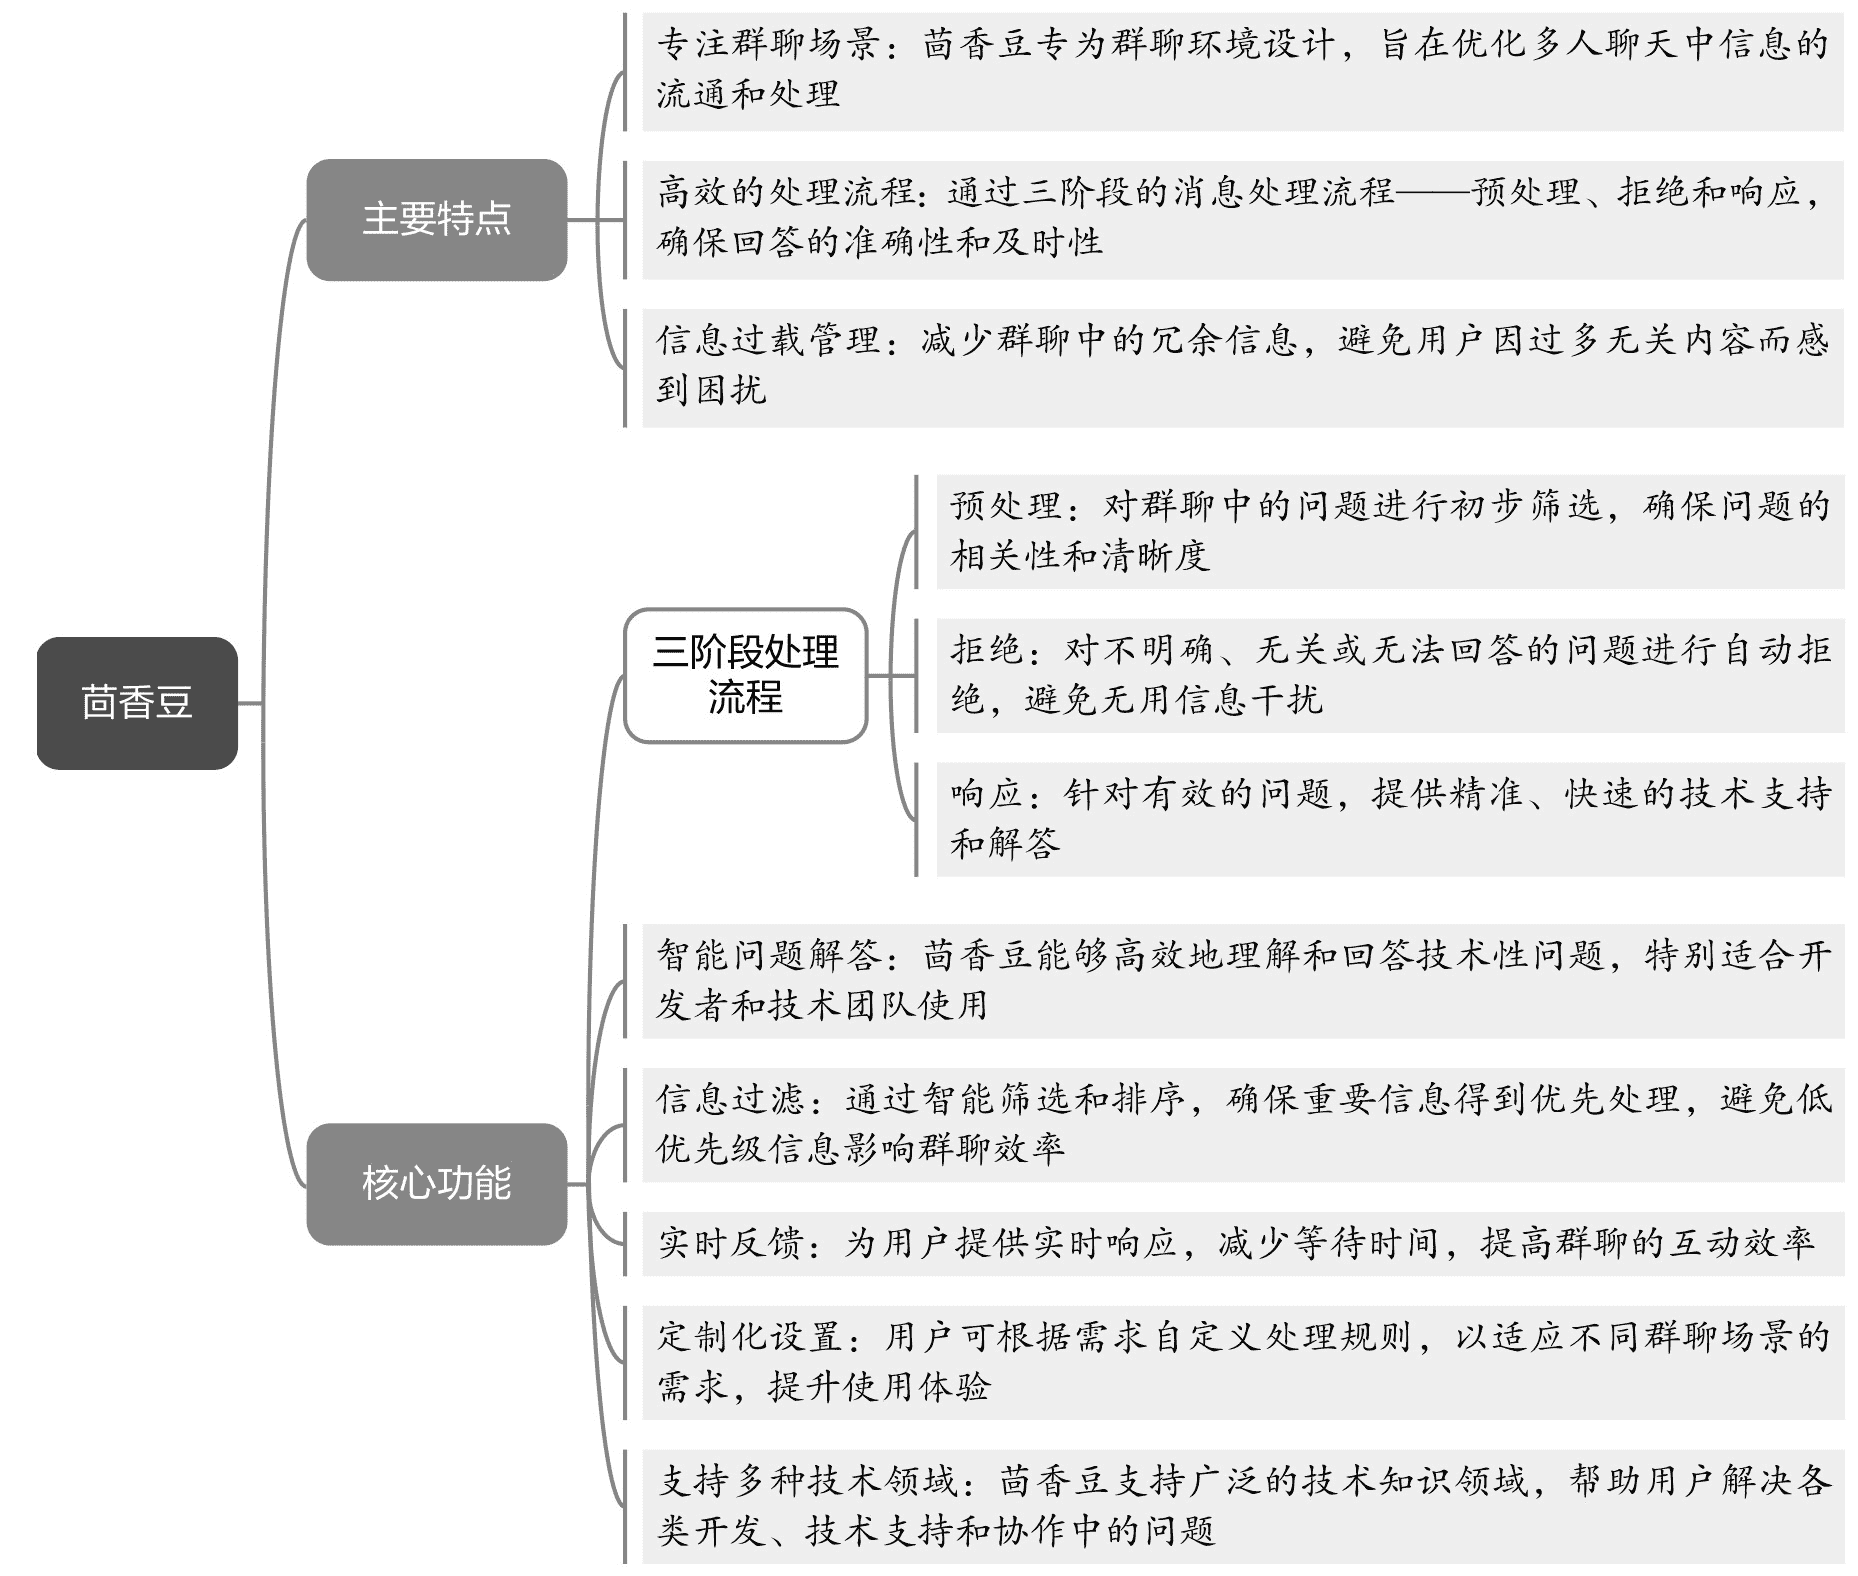 茴香豆
主要特点
专注群聊场景：茴香豆专为群聊环境设计，旨在优化多人聊天中信息的
流通和处理
高效的处理流程：通过三阶段的消息处理流程——预处理、拒绝和响应，
确保回答的准确性和及时性
信息过载管理：减少群聊中的冗余信息，避免用户因过多无关内容而感
到困扰
核心功能
三阶段处理
流程
预处理：对群聊中的问题进行初步筛选，确保问题的
相关性和清晰度
拒绝：对不明确、无关或无法回答的问题进行自动拒
绝，避免无用信息干扰
响应：针对有效的问题，提供精准、快速的技术支持
和解答
智能问题解答：茴香豆能够高效地理解和回答技术性问题，特别适合开
发者和技术团队使用
信息过滤：通过智能筛选和排序，确保重要信息得到优先处理，避免低
优先级信息影响群聊效率
实时反馈：为用户提供实时响应，减少等待时间，提高群聊的互动效率
定制化设置：用户可根据需求自定义处理规则，以适应不同群聊场景的
需求，提升使用体验
支持多种技术领域：茴香豆支持广泛的技术知识领域，帮助用户解决各
类开发、技术支持和协作中的问题